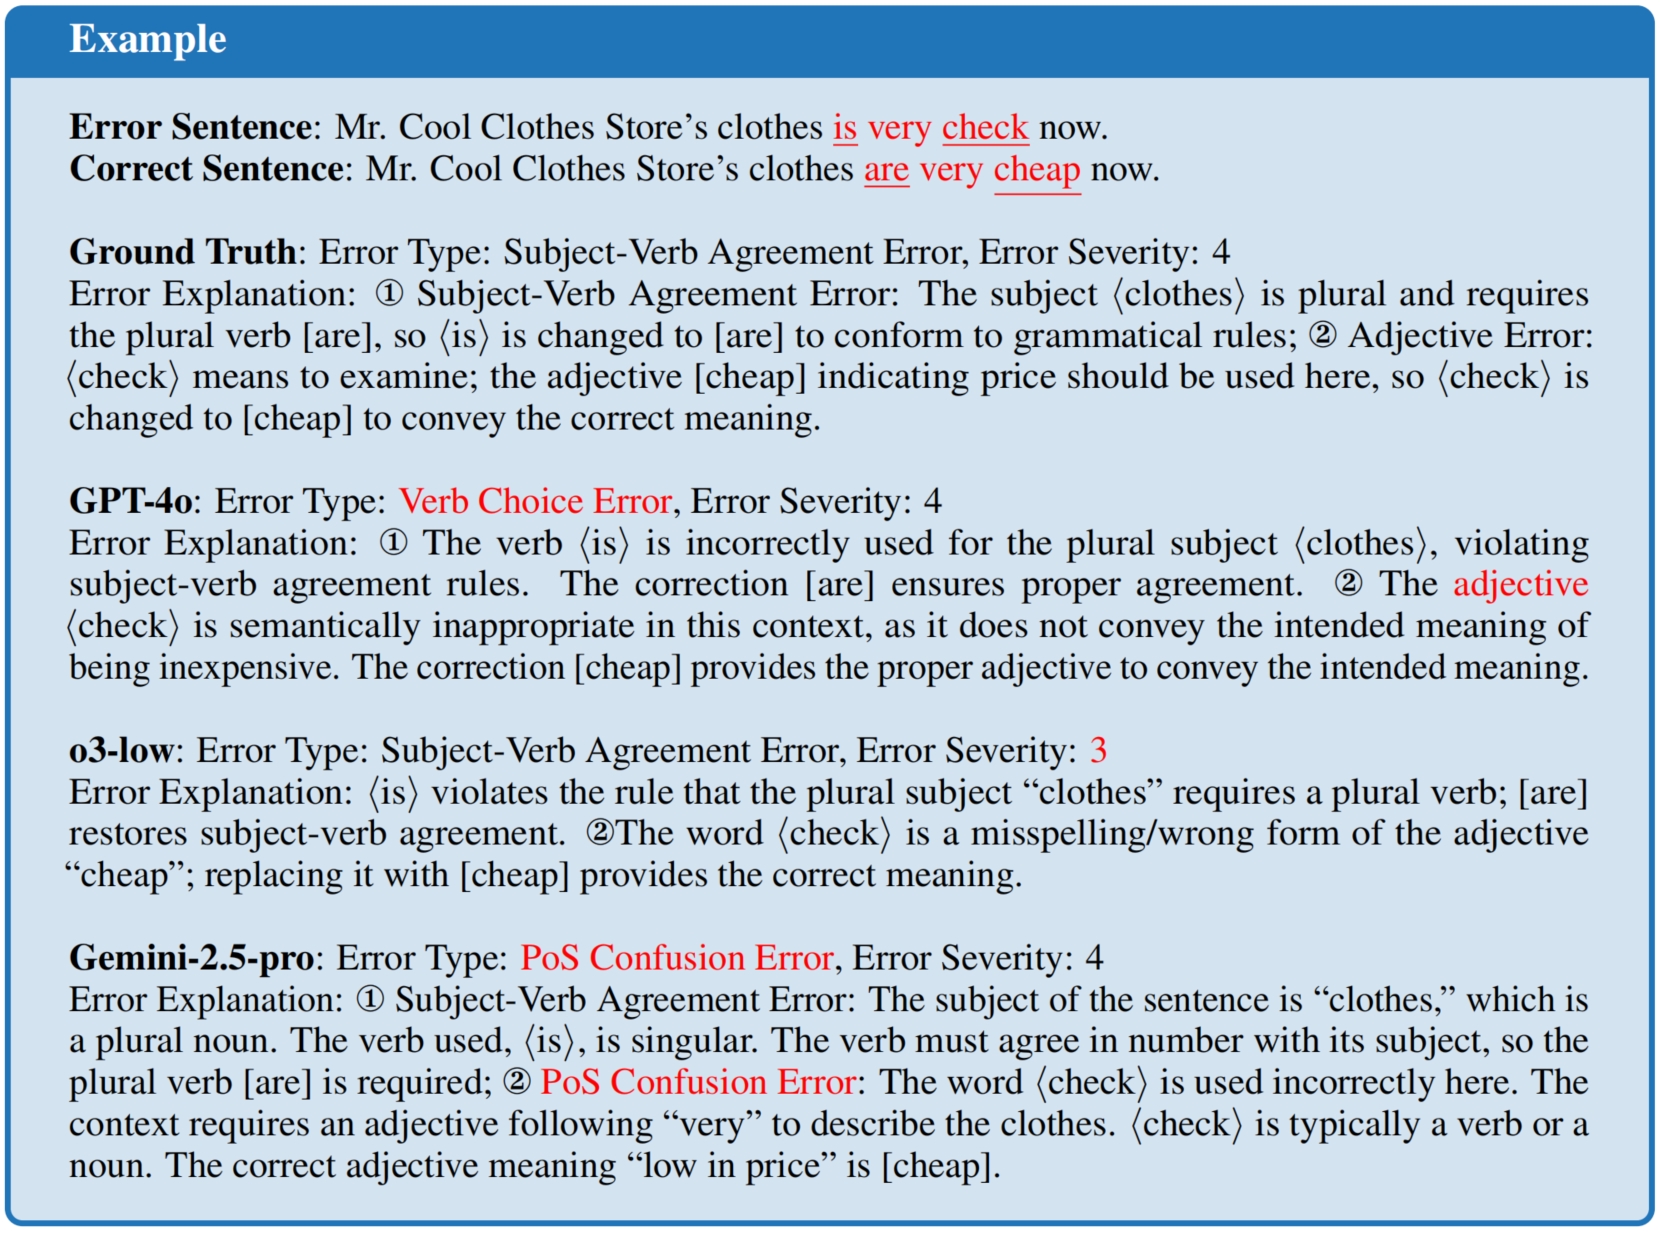 Example
Error Sentence: Mr. Cool Clothes Store's clothes is very check now.
Correct Sentence: Mr. Cool Clothes Store's clothes are very cheap now.
Ground Truth: Error Type: Subject-Verb Agreement Error, Error Severity: 4
Error Explanation: ① Subject-Verb Agreement Error: The subject ⟨clothes⟩ is plural and requires
the plural verb [are], so ⟨is⟩ is changed to [are] to conform to grammatical rules; ② Adjective Error:
⟨check⟩ means to examine; the adjective [cheap] indicating price should be used here, so ⟨check⟩ is
changed to [cheap] to convey the correct meaning.
GPT-4o: Error Type: Verb Choice Error, Error Severity: 4
Error Explanation: ① The verb ⟨is⟩ is incorrectly used for the plural subject ⟨clothes⟩, violating
subject-verb agreement rules. The correction [are] ensures proper agreement. ② The adjective
⟨check⟩ is semantically inappropriate in this context, as it does not convey the intended meaning of
being inexpensive. The correction [cheap] provides the proper adjective to convey the intended meaning.
o3-low: Error Type: Subject-Verb Agreement Error, Error Severity: 3
Error Explanation: ⟨is⟩ violates the rule that the plural subject “clothes” requires a plural verb; [are]
restores subject-verb agreement. ②The word ⟨check⟩ is a misspelling/wrong form of the adjective
“cheap”; replacing it with [cheap] provides the correct meaning.
Gemini-2.5-pro: Error Type: PoS Confusion Error, Error Severity: 4
Error Explanation: ① Subject-Verb Agreement Error: The subject of the sentence is “clothes,” which is
a plural noun. The verb used, ⟨is⟩, is singular. The verb must agree in number with its subject, so the
plural verb [are] is required; ② PoS Confusion Error: The word ⟨check⟩ is used incorrectly here. The
context requires an adjective following “very” to describe the clothes. ⟨check⟩ is typically a verb or a
noun. The correct adjective meaning “low in price” is [cheap].